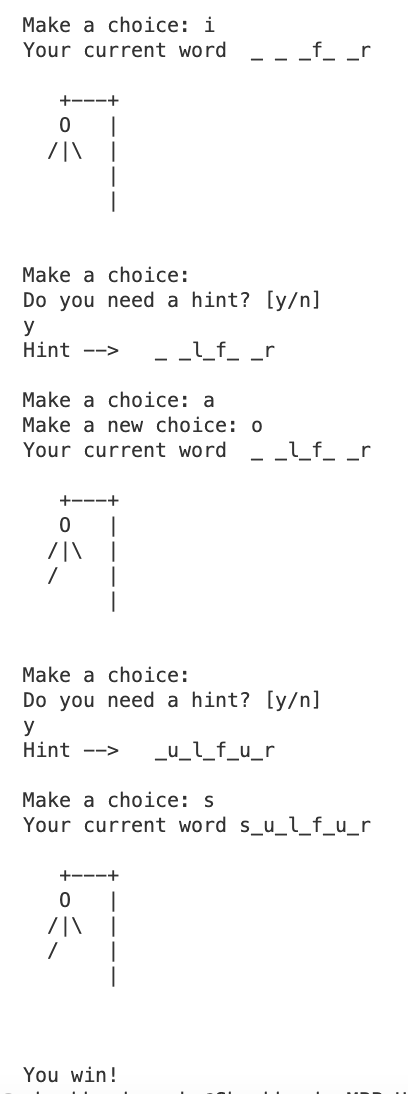 Make a choice: i
Your current word  _ _ _f_ _r
   +---+
   O   |
  /|\  |
       |
       |
Make a choice:
Do you need a hint? [y/n]
y
Hint -->   _ _l_f_ _r
Make a choice: a
Make a new choice: o
Your current word  _ _l_f_ _r
   +---+
   O   |
  /|\  |
  /    |
       |
Make a choice:
Do you need a hint? [y/n]
y
Hint -->   _u_l_f_u_r
Make a choice: s
Your current word s_u_l_f_u_r
   +---+
   O   |
  /|\  |
  /    |
       |
You win!